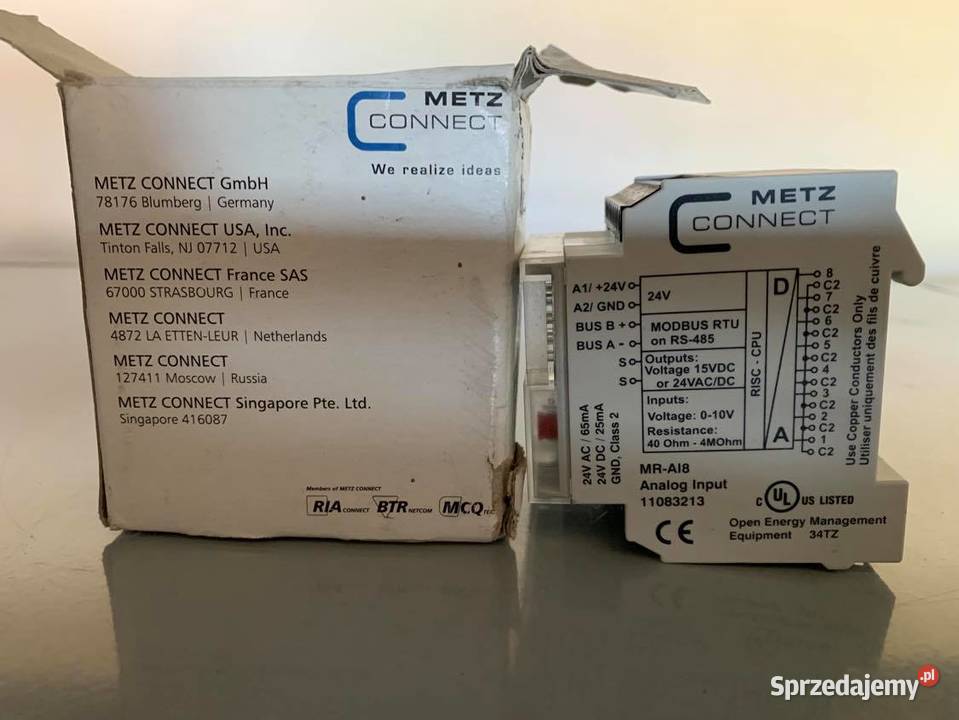 METZ
CONNECT
We realize ideas
METZ CONNECT GmbH
78176 Blumberg | Germany
METZ CONNECT USA, Inc.
Tinton Falls, NJ 07712 | USA
METZ CONNECT France SAS
67000 STRASBOURG | France
METZ CONNECT
4872 LA ETTEN-LEUR | Netherlands
METZ CONNECT
127411 Moscow | Russia
METZ CONNECT Singapore Pte. Ltd.
Singapore 416087
Members of METZ CONNECT
RIA CONNECT BTR NETCOM MCQ TEC
METZ
CONNECT
A1/ +24V
A2/ GND
BUS B +
BUS A -
S
S
24V
MODBUS RTU
on RS-485
Outputs:
Voltage 15VDC
or 24VAC/DC
Inputs:
Voltage: 0-10V
Resistance:
40 Ohm - 4MOhm
RISC - CPU
D
A
8
C2
7
C2
6
C2
5
C2
4
C2
3
C2
2
C2
1
C2
Use Copper Conductors Only
Utiliser uniquement des fils de cuivre
24V AC / 65mA
24V DC / 25mA
GND, Class 2
MR-AI8
Analog Input
11083213
CE
C UL US LISTED
Open Energy Management
Equipment 34TZ
Sprzedajemy.pl